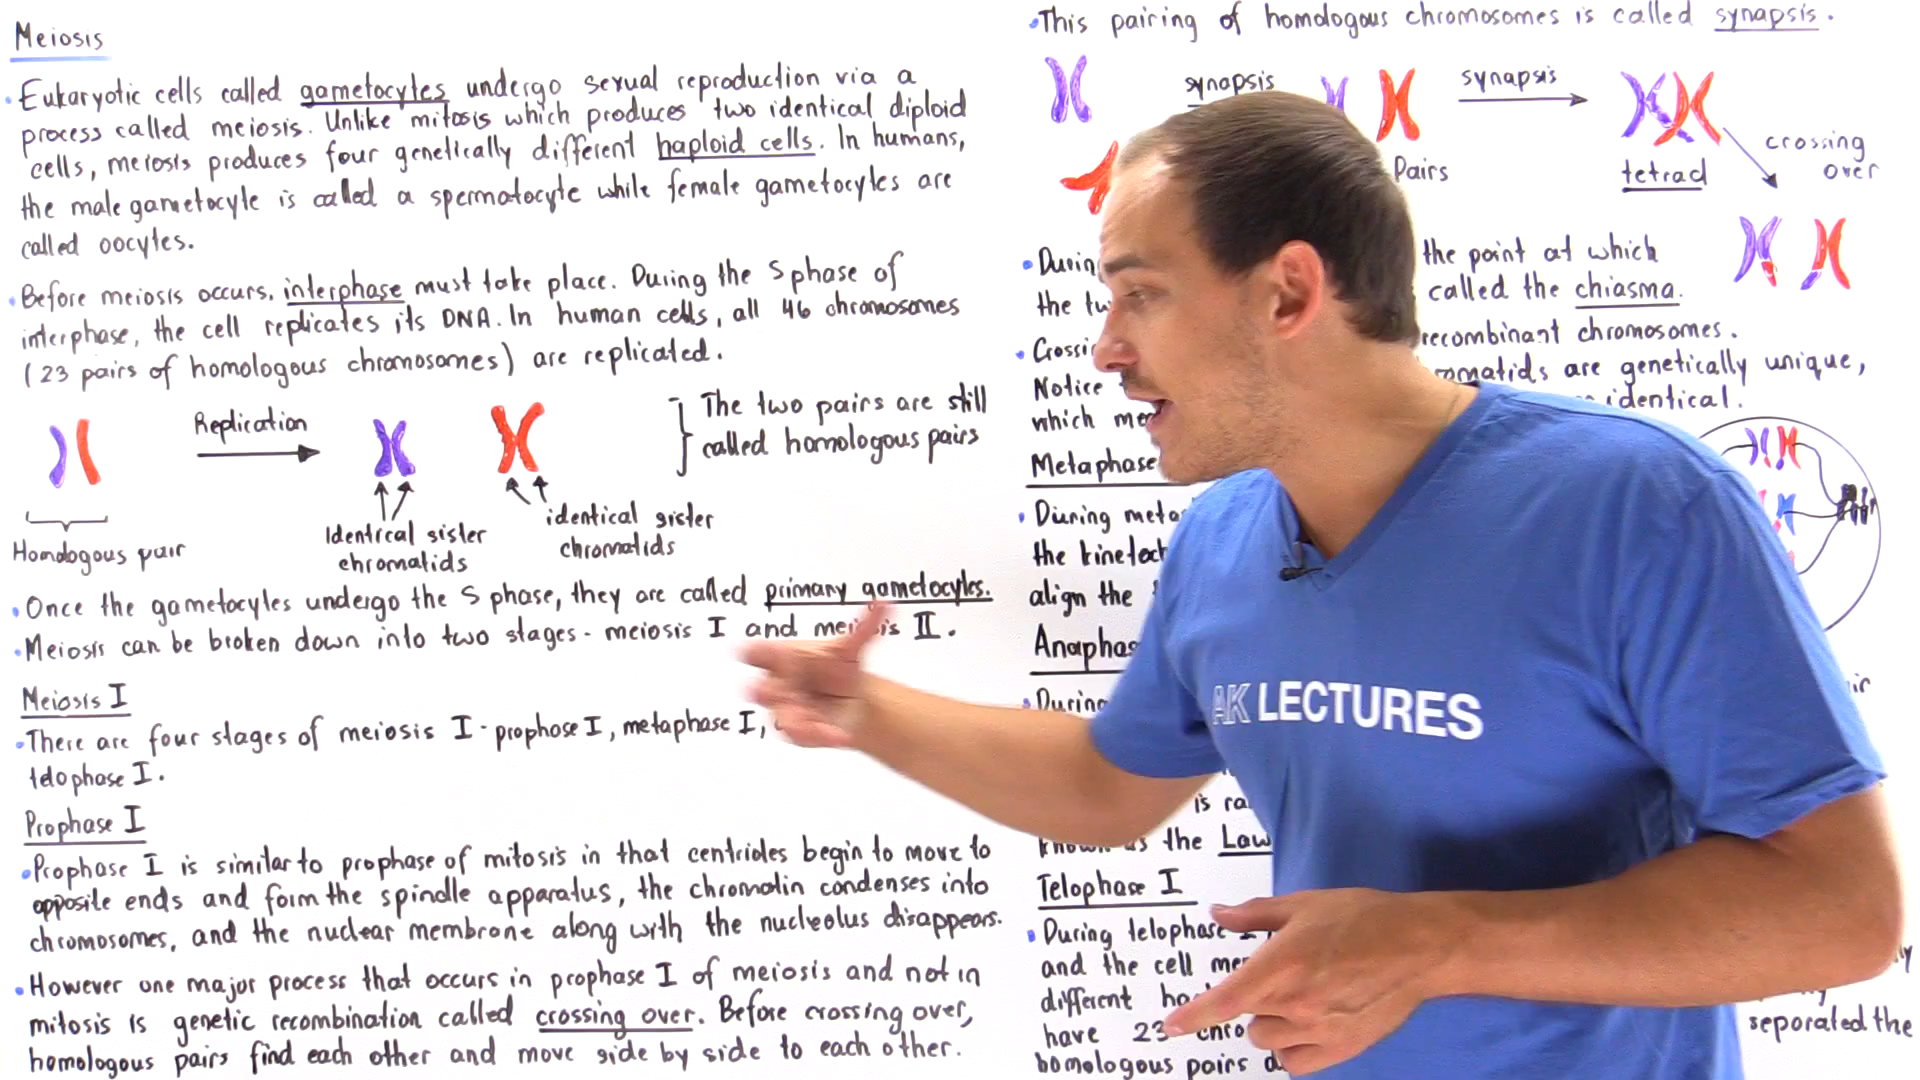 Meiosis
• Eukaryotic cells called gametocytes undergo sexual reproduction via a
process called meiosis. Unlike mitosis which produces two identical diploid
cells, meiosis produces four genetically different haploid cells. In humans,
the male gametocyte is called a spermatocyte while female gametocytes are
called oocytes.
• Before meiosis occurs, interphase must take place. During the S phase of
interphase, the cell replicates its DNA. In human cells, all 46 chromosomes
(23 pairs of homologous chromosomes) are replicated.
Replication
The two pairs are still
called homologous pairs
Homologous pair
Identical sister
chromatids
identical sister
chromatids
• Once the gametocytes undergo the S phase, they are called primary gametocytes.
• Meiosis can be broken down into two stages - meiosis I and meiosis II.
Meiosis I
• There are four stages of meiosis I - prophase I, metaphase I,
telophase I.
Prophase I
• Prophase I is similar to prophase of mitosis in that centrioles begin to move to
opposite ends and form the spindle apparatus, the chromatin condenses into
chromosomes, and the nuclear membrane along with the nucleolus disappears.
• However one major process that occurs in prophase I of meiosis and not in
mitosis is genetic recombination called crossing over. Before crossing over,
homologous pairs find each other and move side by side to each other.
• This pairing of homologous chromosomes is called synapsis.
synapsis
synapsis
Pairs
tetrad
crossing
over
• During the point at which
the called the chiasma.
• recombinant chromosomes.
Notice are genetically unique,
which identical.
Metaphase
• During
the
align the
• During
is
known as the Law
Telophase I
• During telophase I
and the cell
different
have 23
separated the
homologous pairs
AK LECTURES